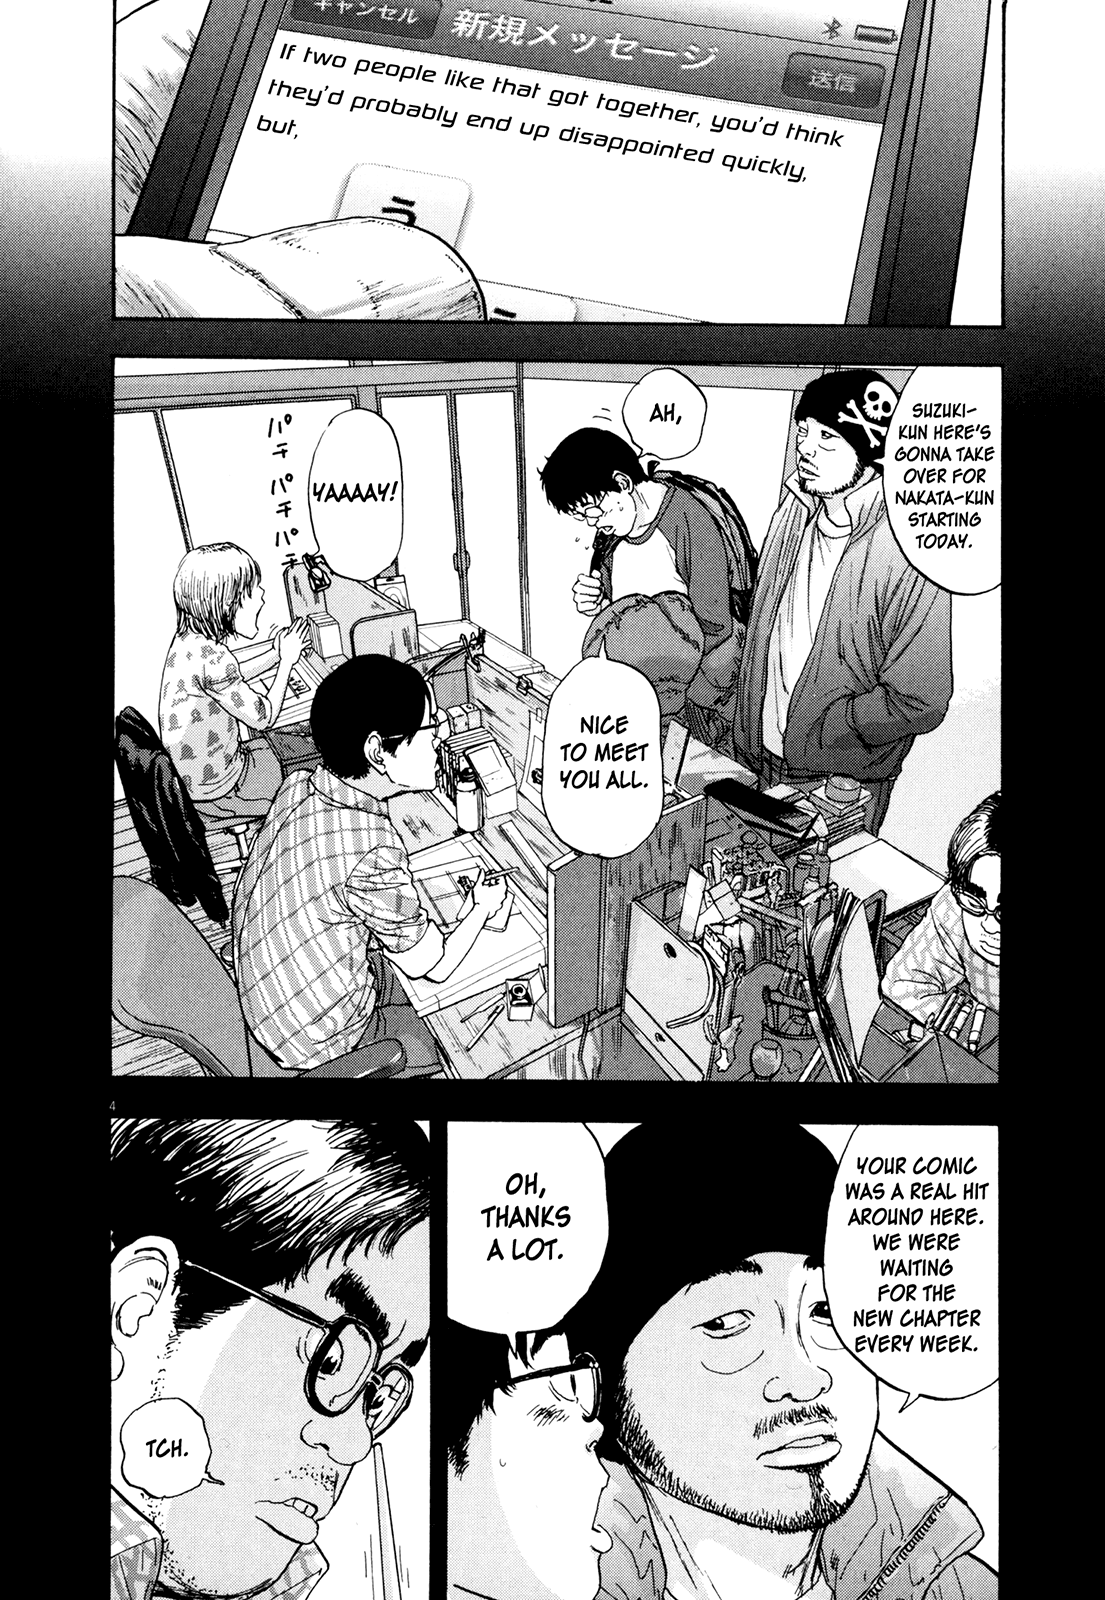 キャンセル
新規メッセージ
送信
If two people like that got together, you'd think
they'd probably end up disappointed quickly,
but,
う
SUZUKI-
KUN HERE'S
GONNA TAKE
OVER FOR
NAKATA-KUN
STARTING
TODAY.
AH,
NICE
TO MEET
YOU ALL.
YAAAAY!
パチ
パチ
パチ
4
YOUR COMIC
WAS A REAL HIT
AROUND HERE.
WE WERE
WAITING
FOR THE
NEW CHAPTER
EVERY WEEK.
OH,
THANKS
A LOT.
TCH.